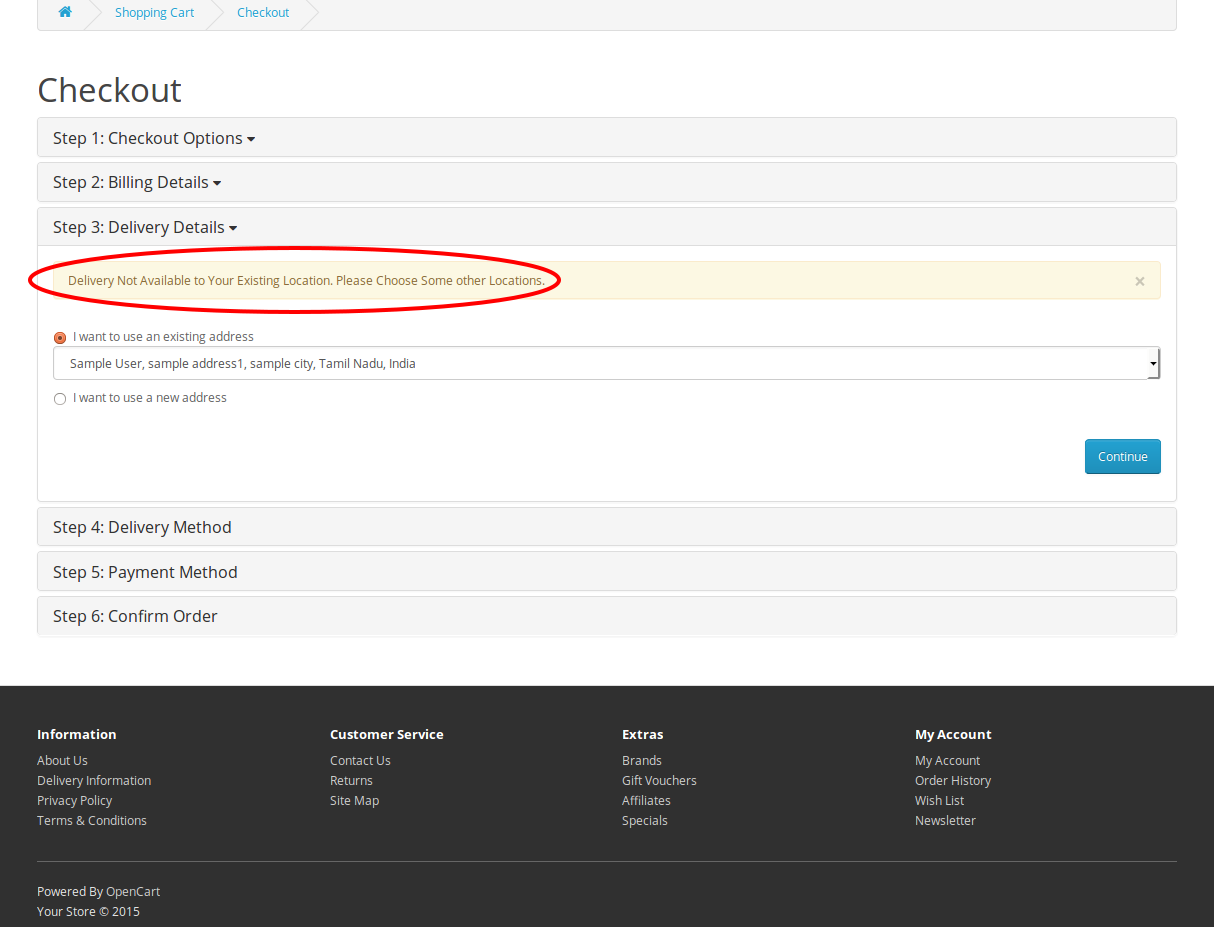 Shopping Cart
Checkout
Checkout
Step 1: Checkout Options
Step 2: Billing Details
Step 3: Delivery Details
Delivery Not Available to Your Existing Location. Please Choose Some other Locations.
×
I want to use an existing address
Sample User, sample address1, sample city, Tamil Nadu, India
I want to use a new address
Continue
Step 4: Delivery Method
Step 5: Payment Method
Step 6: Confirm Order
Information
About Us
Delivery Information
Privacy Policy
Terms & Conditions
Customer Service
Contact Us
Returns
Site Map
Extras
Brands
Gift Vouchers
Affiliates
Specials
My Account
My Account
Order History
Wish List
Newsletter
Powered By OpenCart
Your Store © 2015